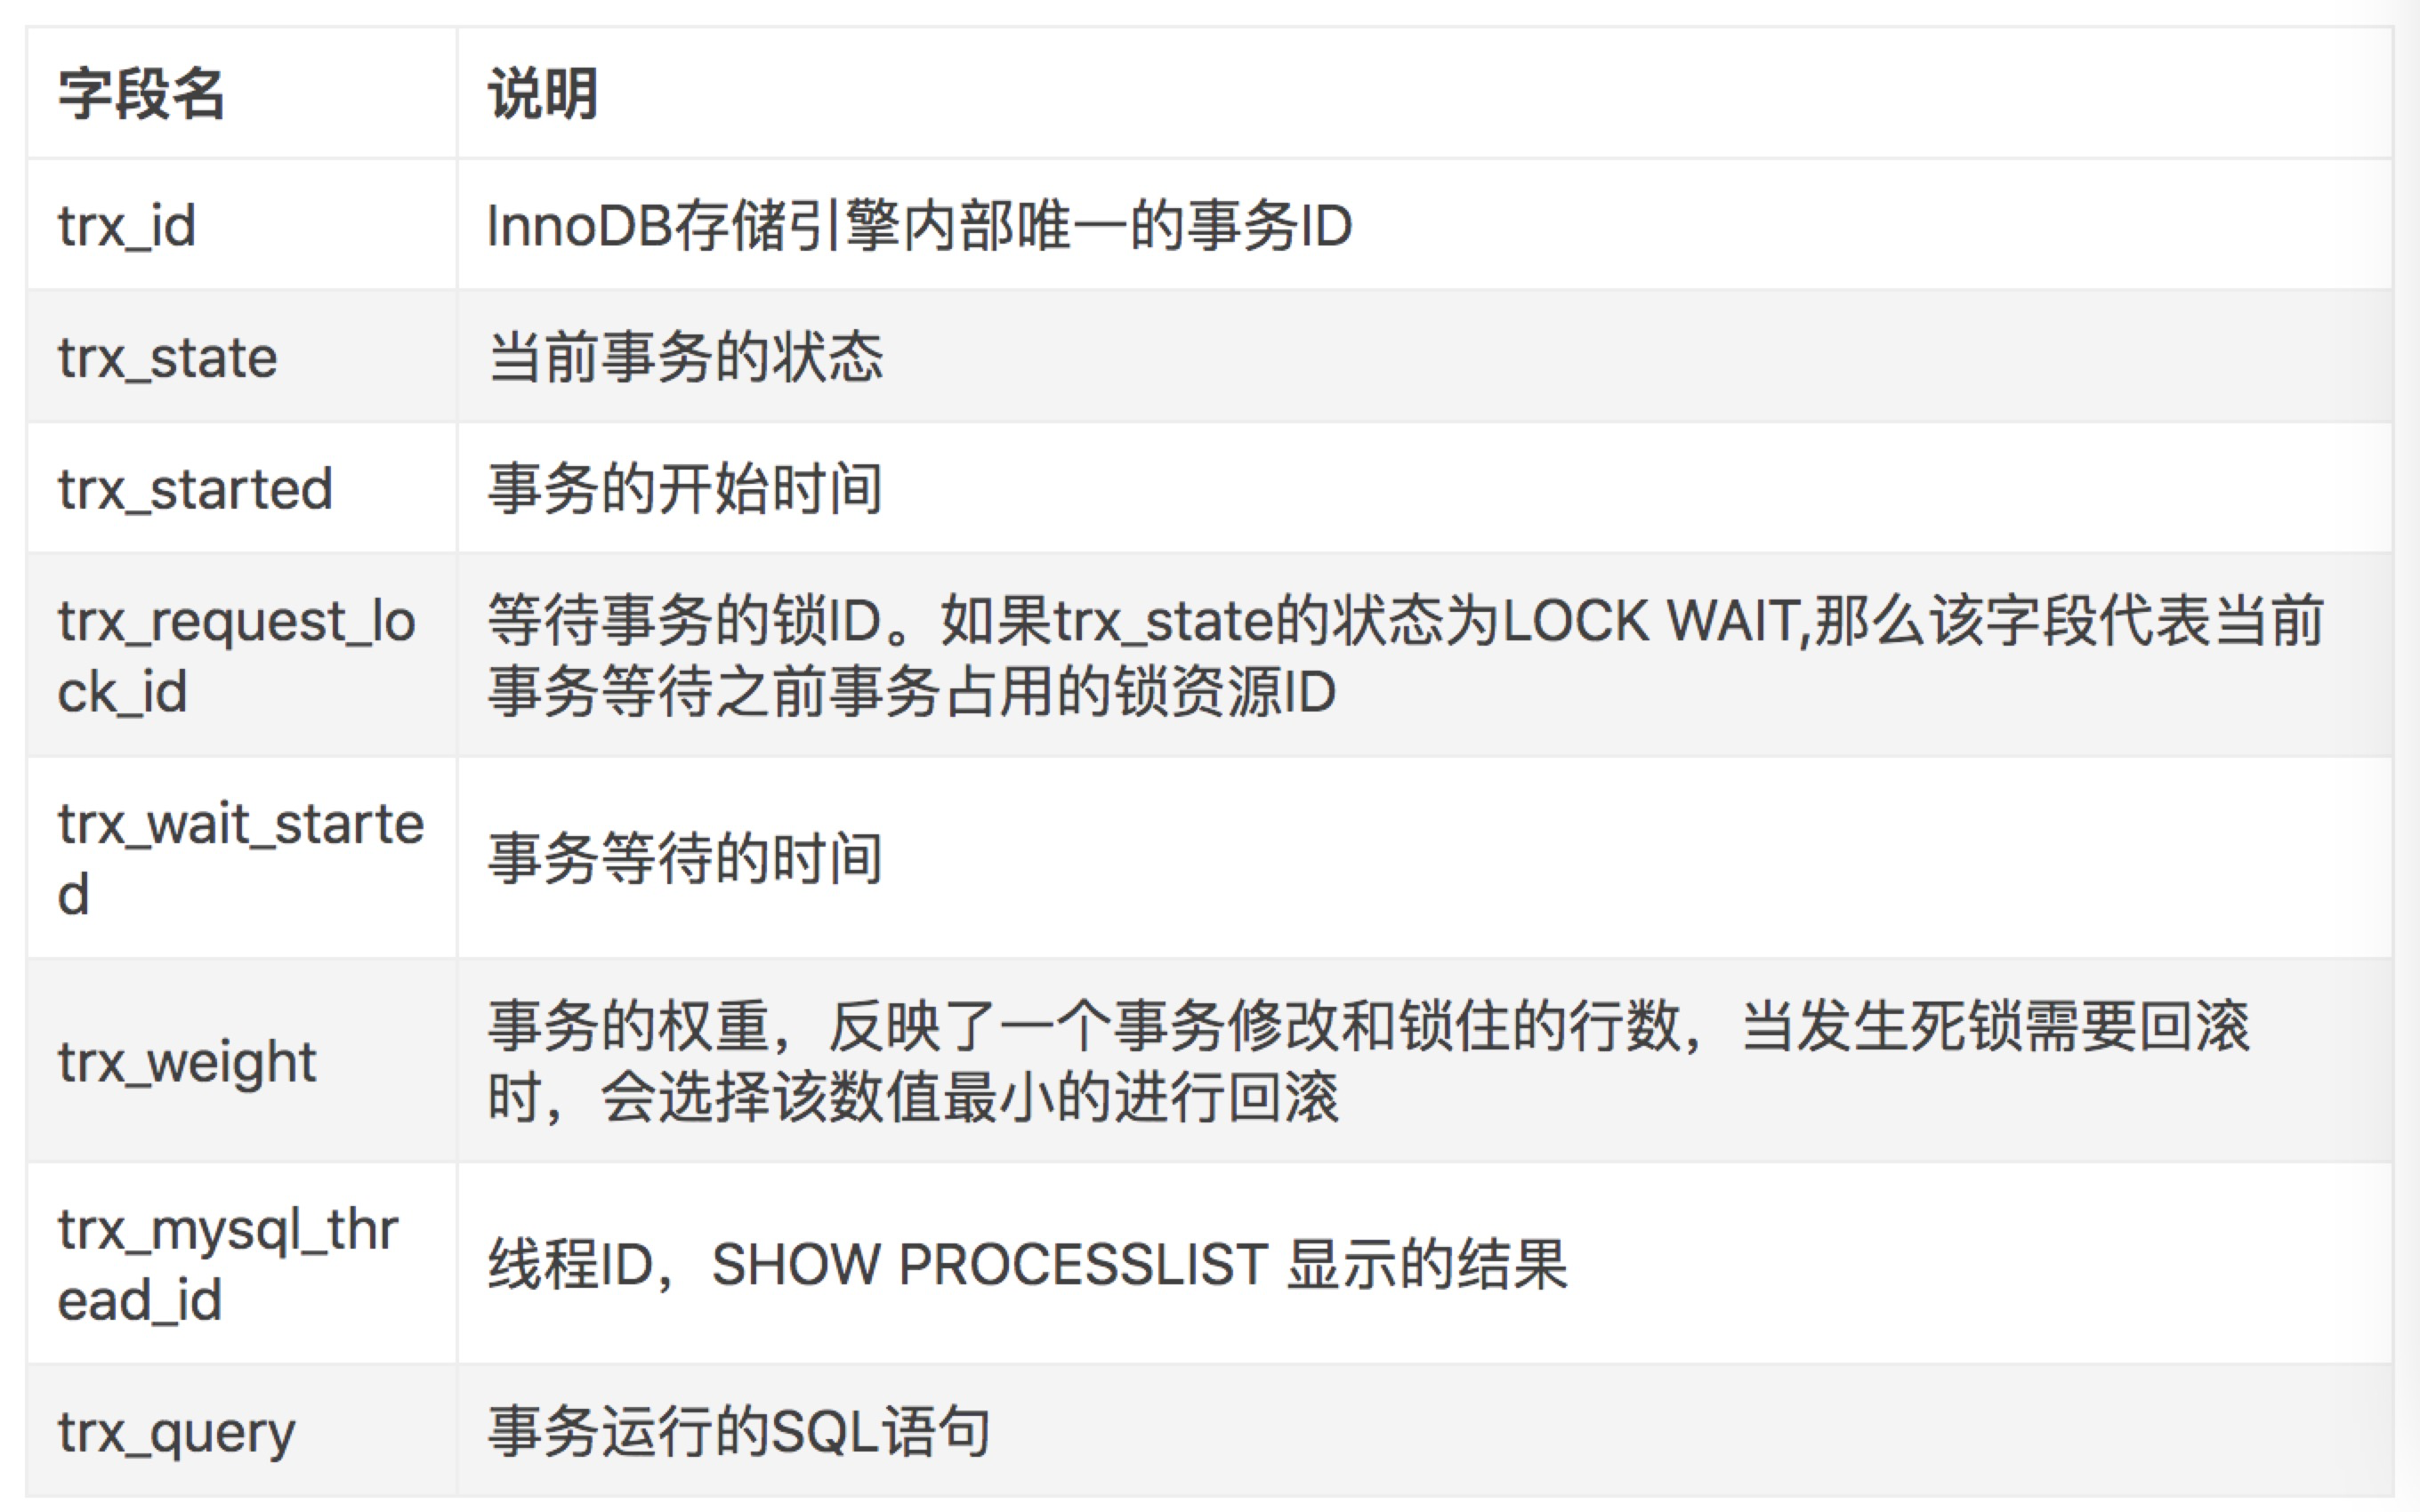 字段名
说明
trx_id
InnoDB存储引擎内部唯一的事务ID
trx_state
当前事务的状态
trx_started
事务的开始时间
trx_request_lo
ck_id
等待事务的锁ID。如果trx_state的状态为LOCK WAIT,那么该字段代表当前
事务等待之前事务占用的锁资源ID
trx_wait_starte
d
事务等待的时间
trx_weight
事务的权重，反映了一个事务修改和锁住的行数，当发生死锁需要回滚
时，会选择该数值最小的进行回滚
trx_mysql_thr
ead_id
线程ID，SHOW PROCESSLIST 显示的结果
trx_query
事务运行的SQL语句